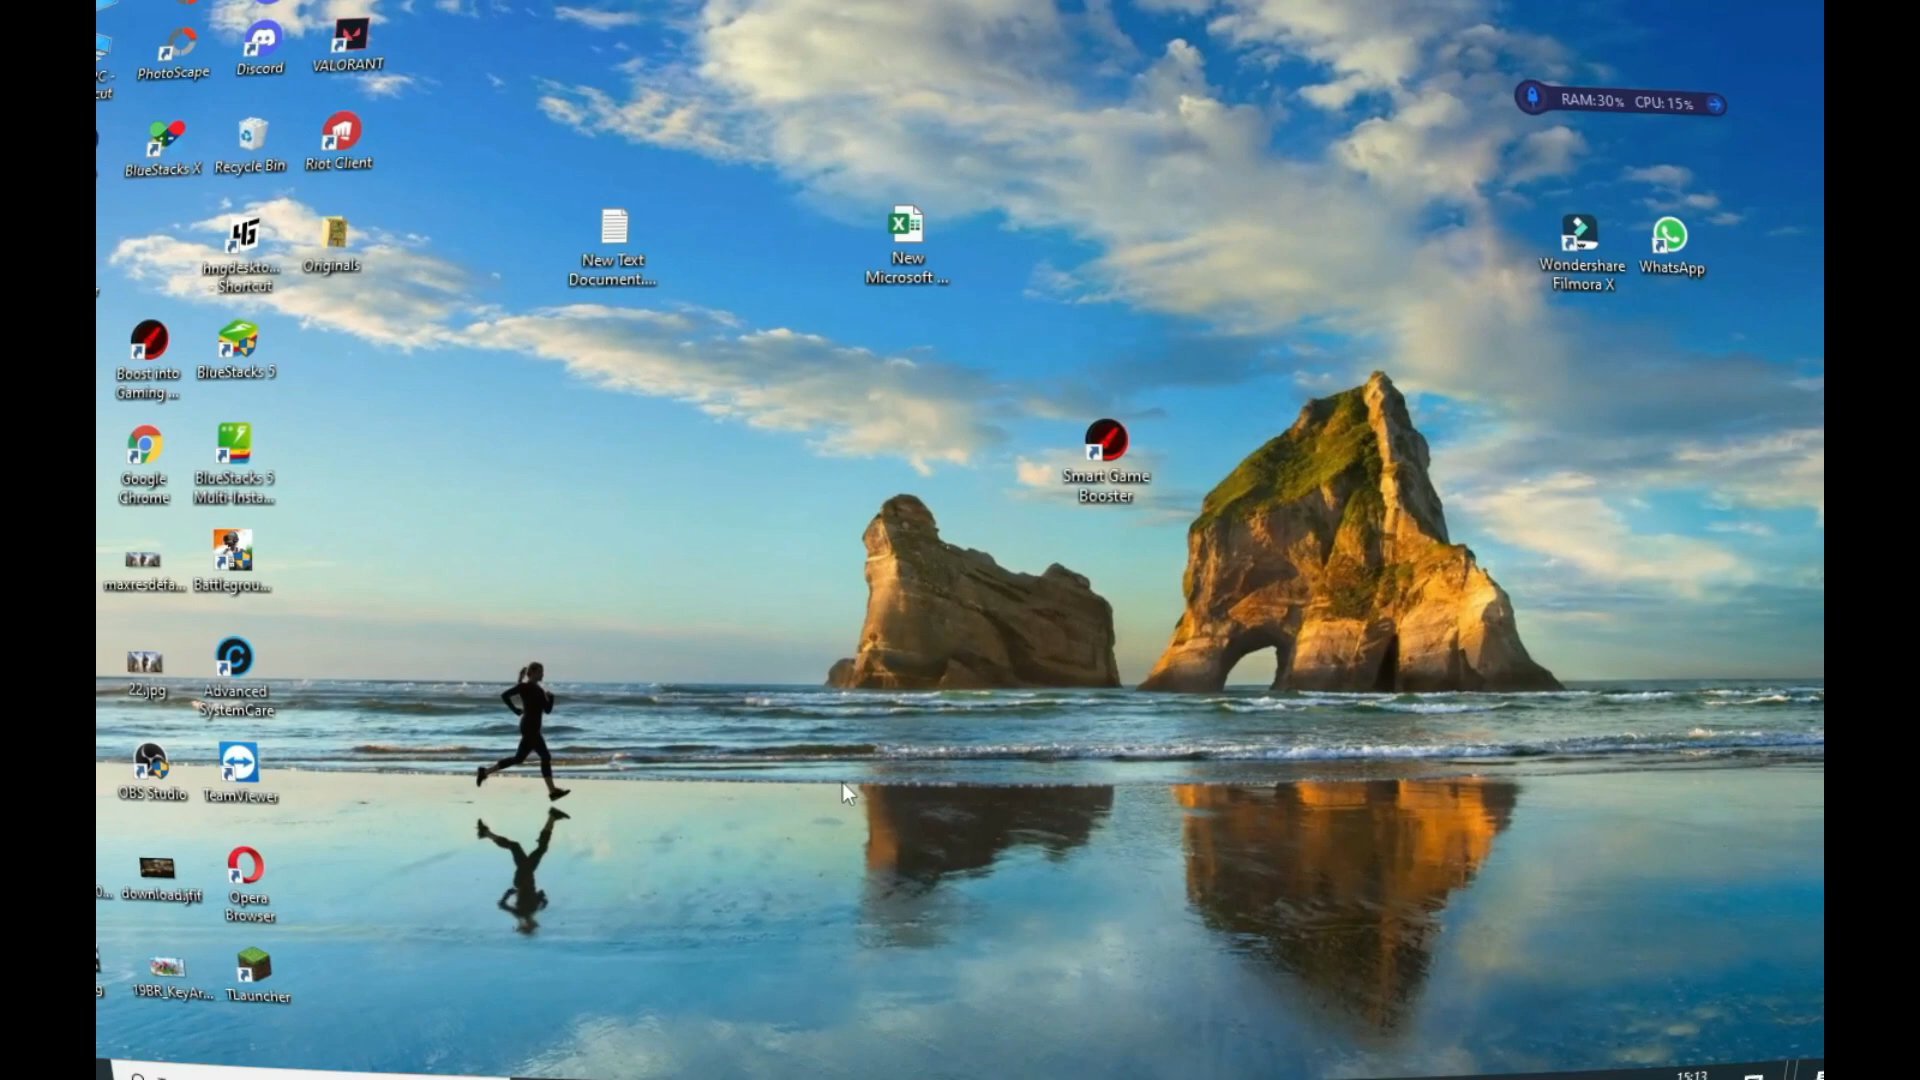 PhotoScape
Discord
VALORANT
RAM:30% CPU:15%
BlueStacks X
Recycle Bin
Riot Client
hngdeskto...
- Shortcut
Originals
New Text
Document....
New
Microsoft ...
Wondershare
Filmora X
WhatsApp
Boost into
Gaming ...
BlueStacks 5
Google
Chrome
BlueStacks 5
Multi-Insta...
Smart Game
Booster
maxresdefa...
Battlegrou...
22.jpg
Advanced
SystemCare
OBS Studio
TeamViewer
download.jfif
Opera
Browser
19BR_KeyAr...
TLauncher
15:13